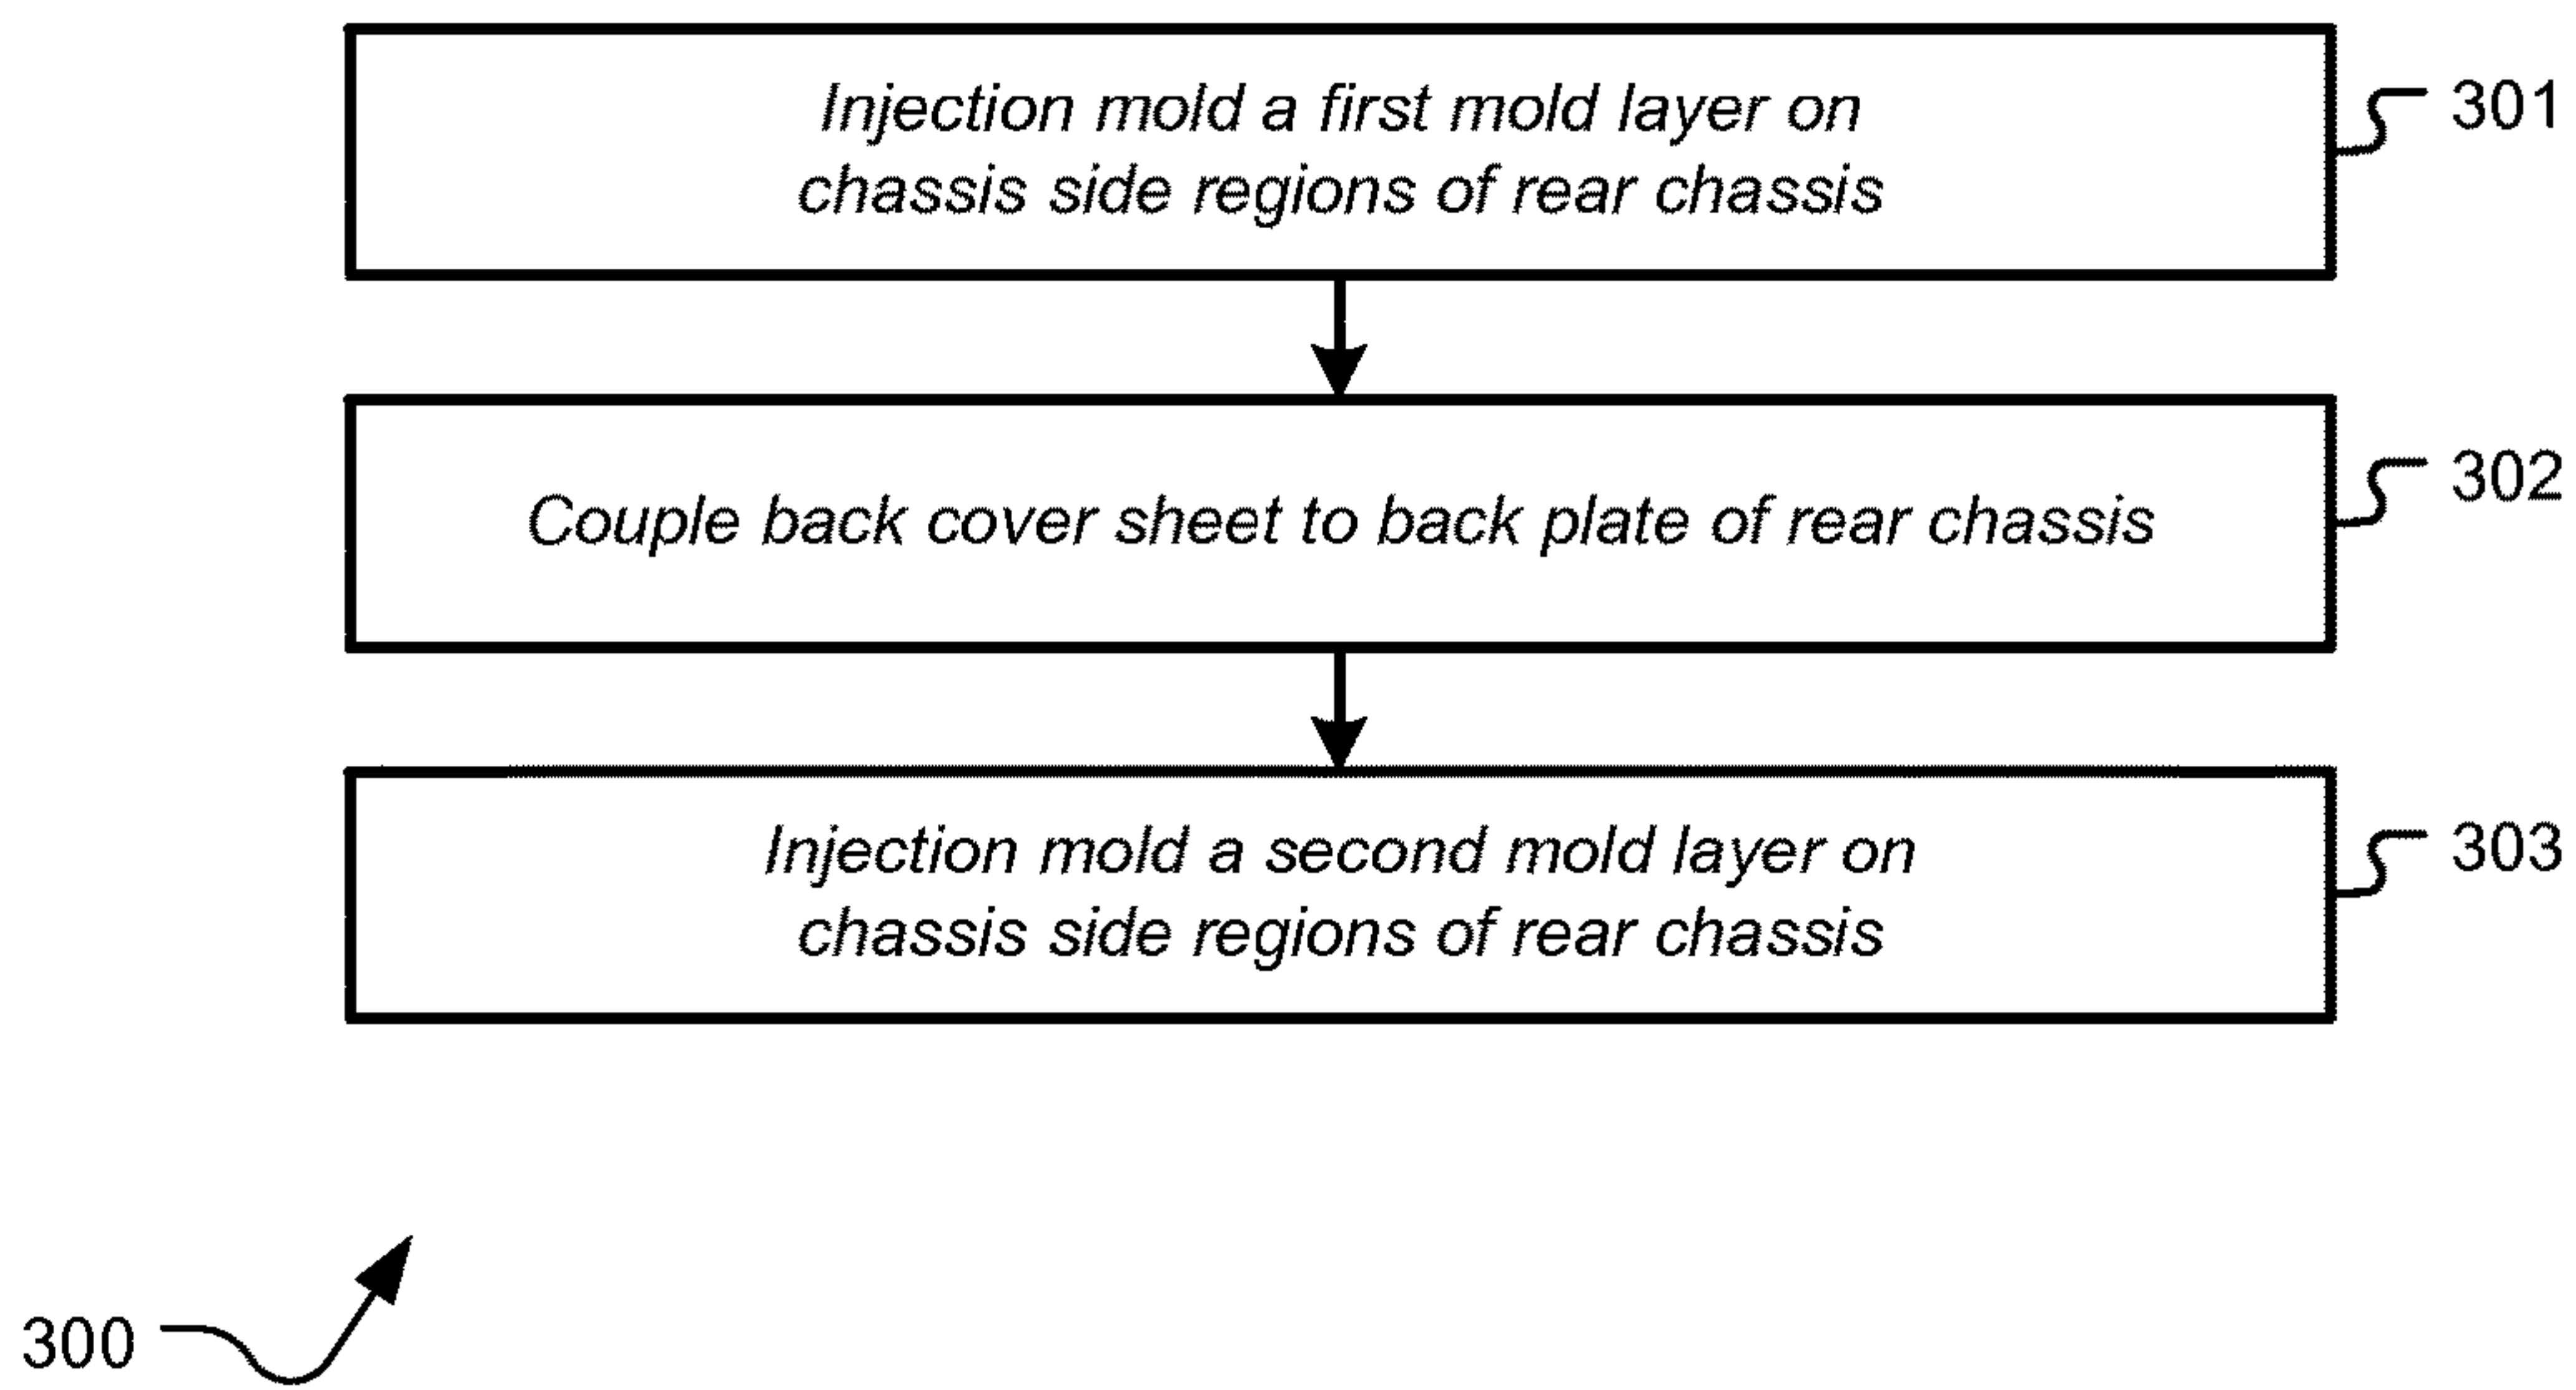 Injection mold a first mold layer on
chassis side regions of rear chassis
301
Couple back cover sheet to back plate of rear chassis
302
Injection mold a second mold layer on
chassis side regions of rear chassis
303
300